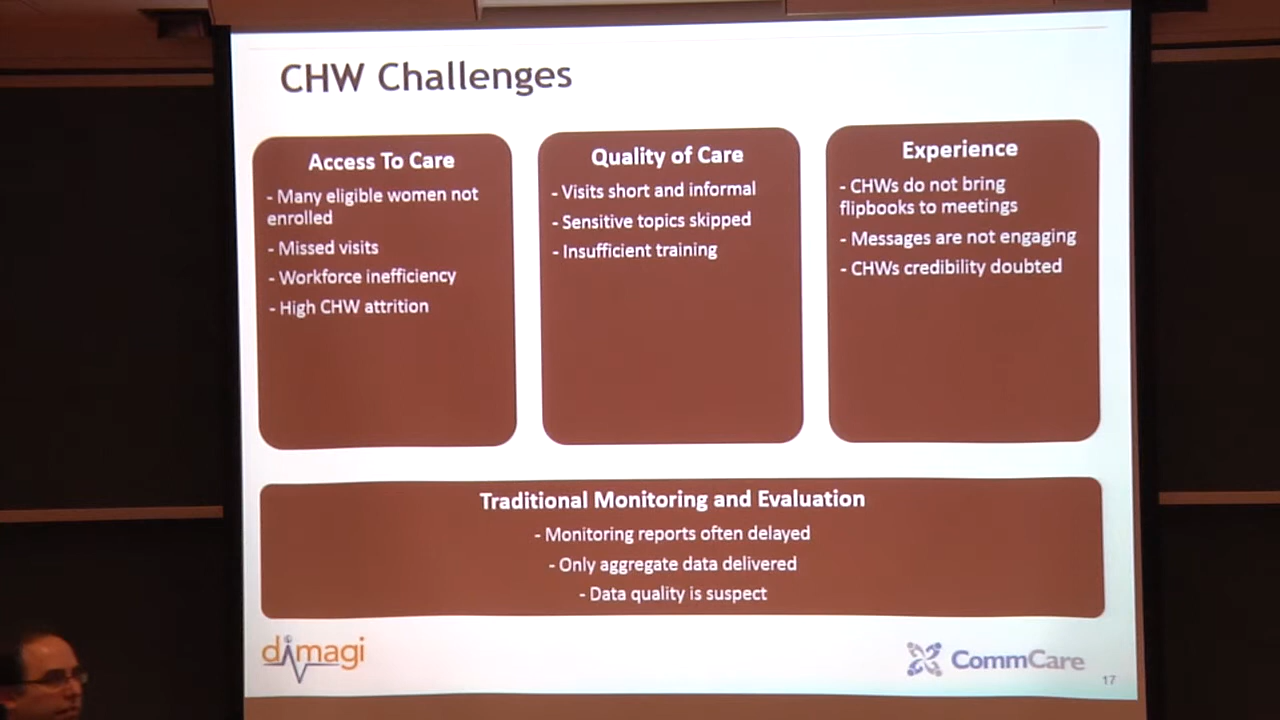 CHW Challenges
Access To Care
- Many eligible women not
enrolled
- Missed visits
- Workforce inefficiency
- High CHW attrition
Quality of Care
- Visits short and informal
- Sensitive topics skipped
- Insufficient training
Experience
- CHWs do not bring
flipbooks to meetings
- Messages are not engaging
- CHWs credibility doubted
Traditional Monitoring and Evaluation
- Monitoring reports often delayed
- Only aggregate data delivered
- Data quality is suspect
dimagi
CommCare
17